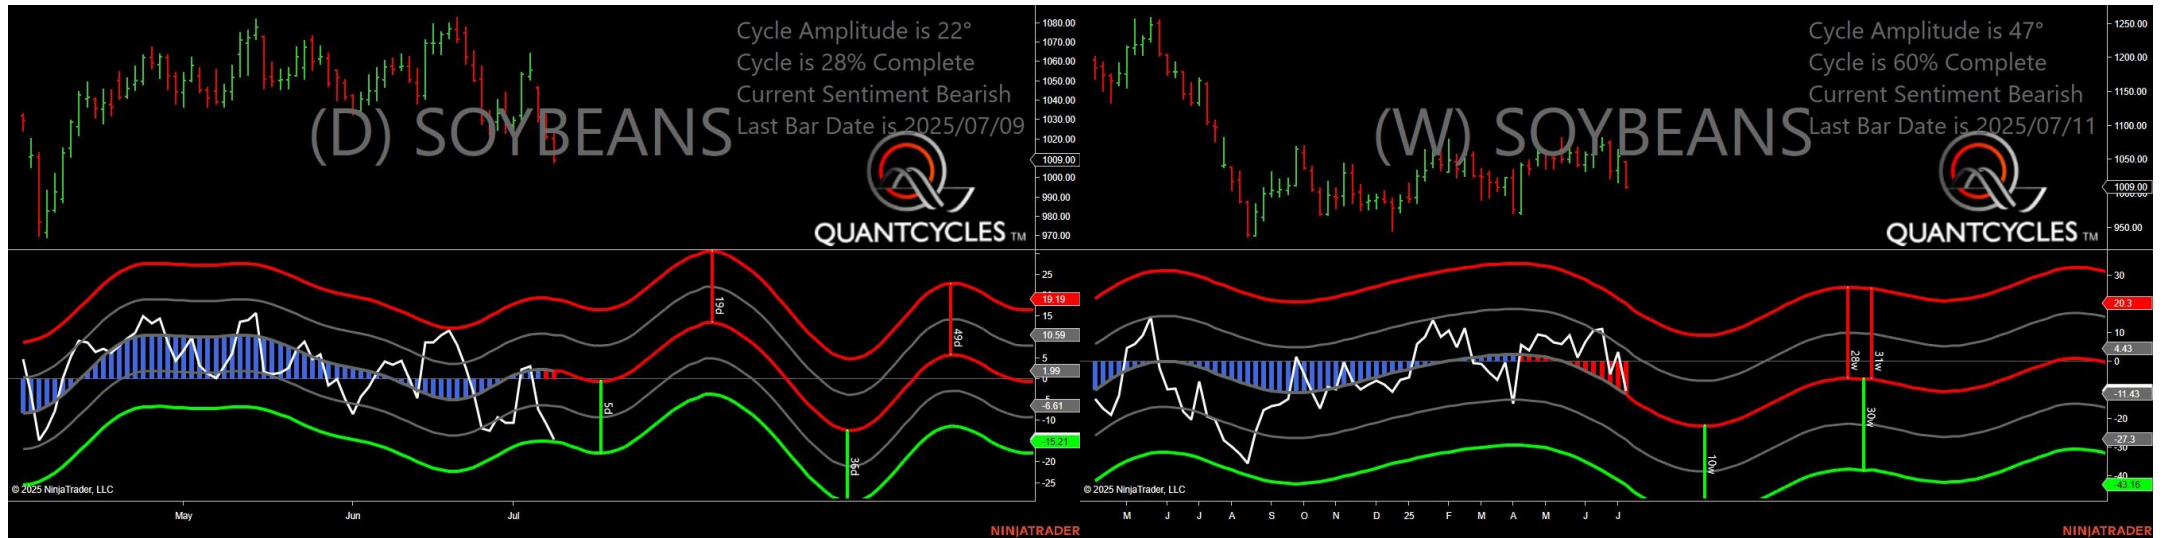 Cycle Amplitude is 22°
Cycle is 28% Complete
Current Sentiment Bearish
Last Bar Date is 2025/07/09
(D) SOYBEANS
QUANTCYCLES TM
1080.00
1070.00
1060.00
1050.00
1040.00
1030.00
1020.00
1009.00
1000.00
990.00
980.00
970.00
25
19.19
15
10.59
5
1.99
0
-6.61
-10
-15.21
-20
-25
19d
49d
5d
36d
© 2025 NinjaTrader, LLC
May Jun Jul
NINJATRADER
Cycle Amplitude is 47°
Cycle is 60% Complete
Current Sentiment Bearish
Last Bar Date is 2025/07/11
(W) SOYBEANS
QUANTCYCLES TM
1250.00
1200.00
1150.00
1100.00
1050.00
1009.00
1000.00
950.00
30
20.3
10
4.43
0
-11.43
-20
-27.3
-30
-40
-43.16
28w
31w
30w
10w
© 2025 NinjaTrader, LLC
M J J A S O N D 25 F M A M J J
NINJATRADER